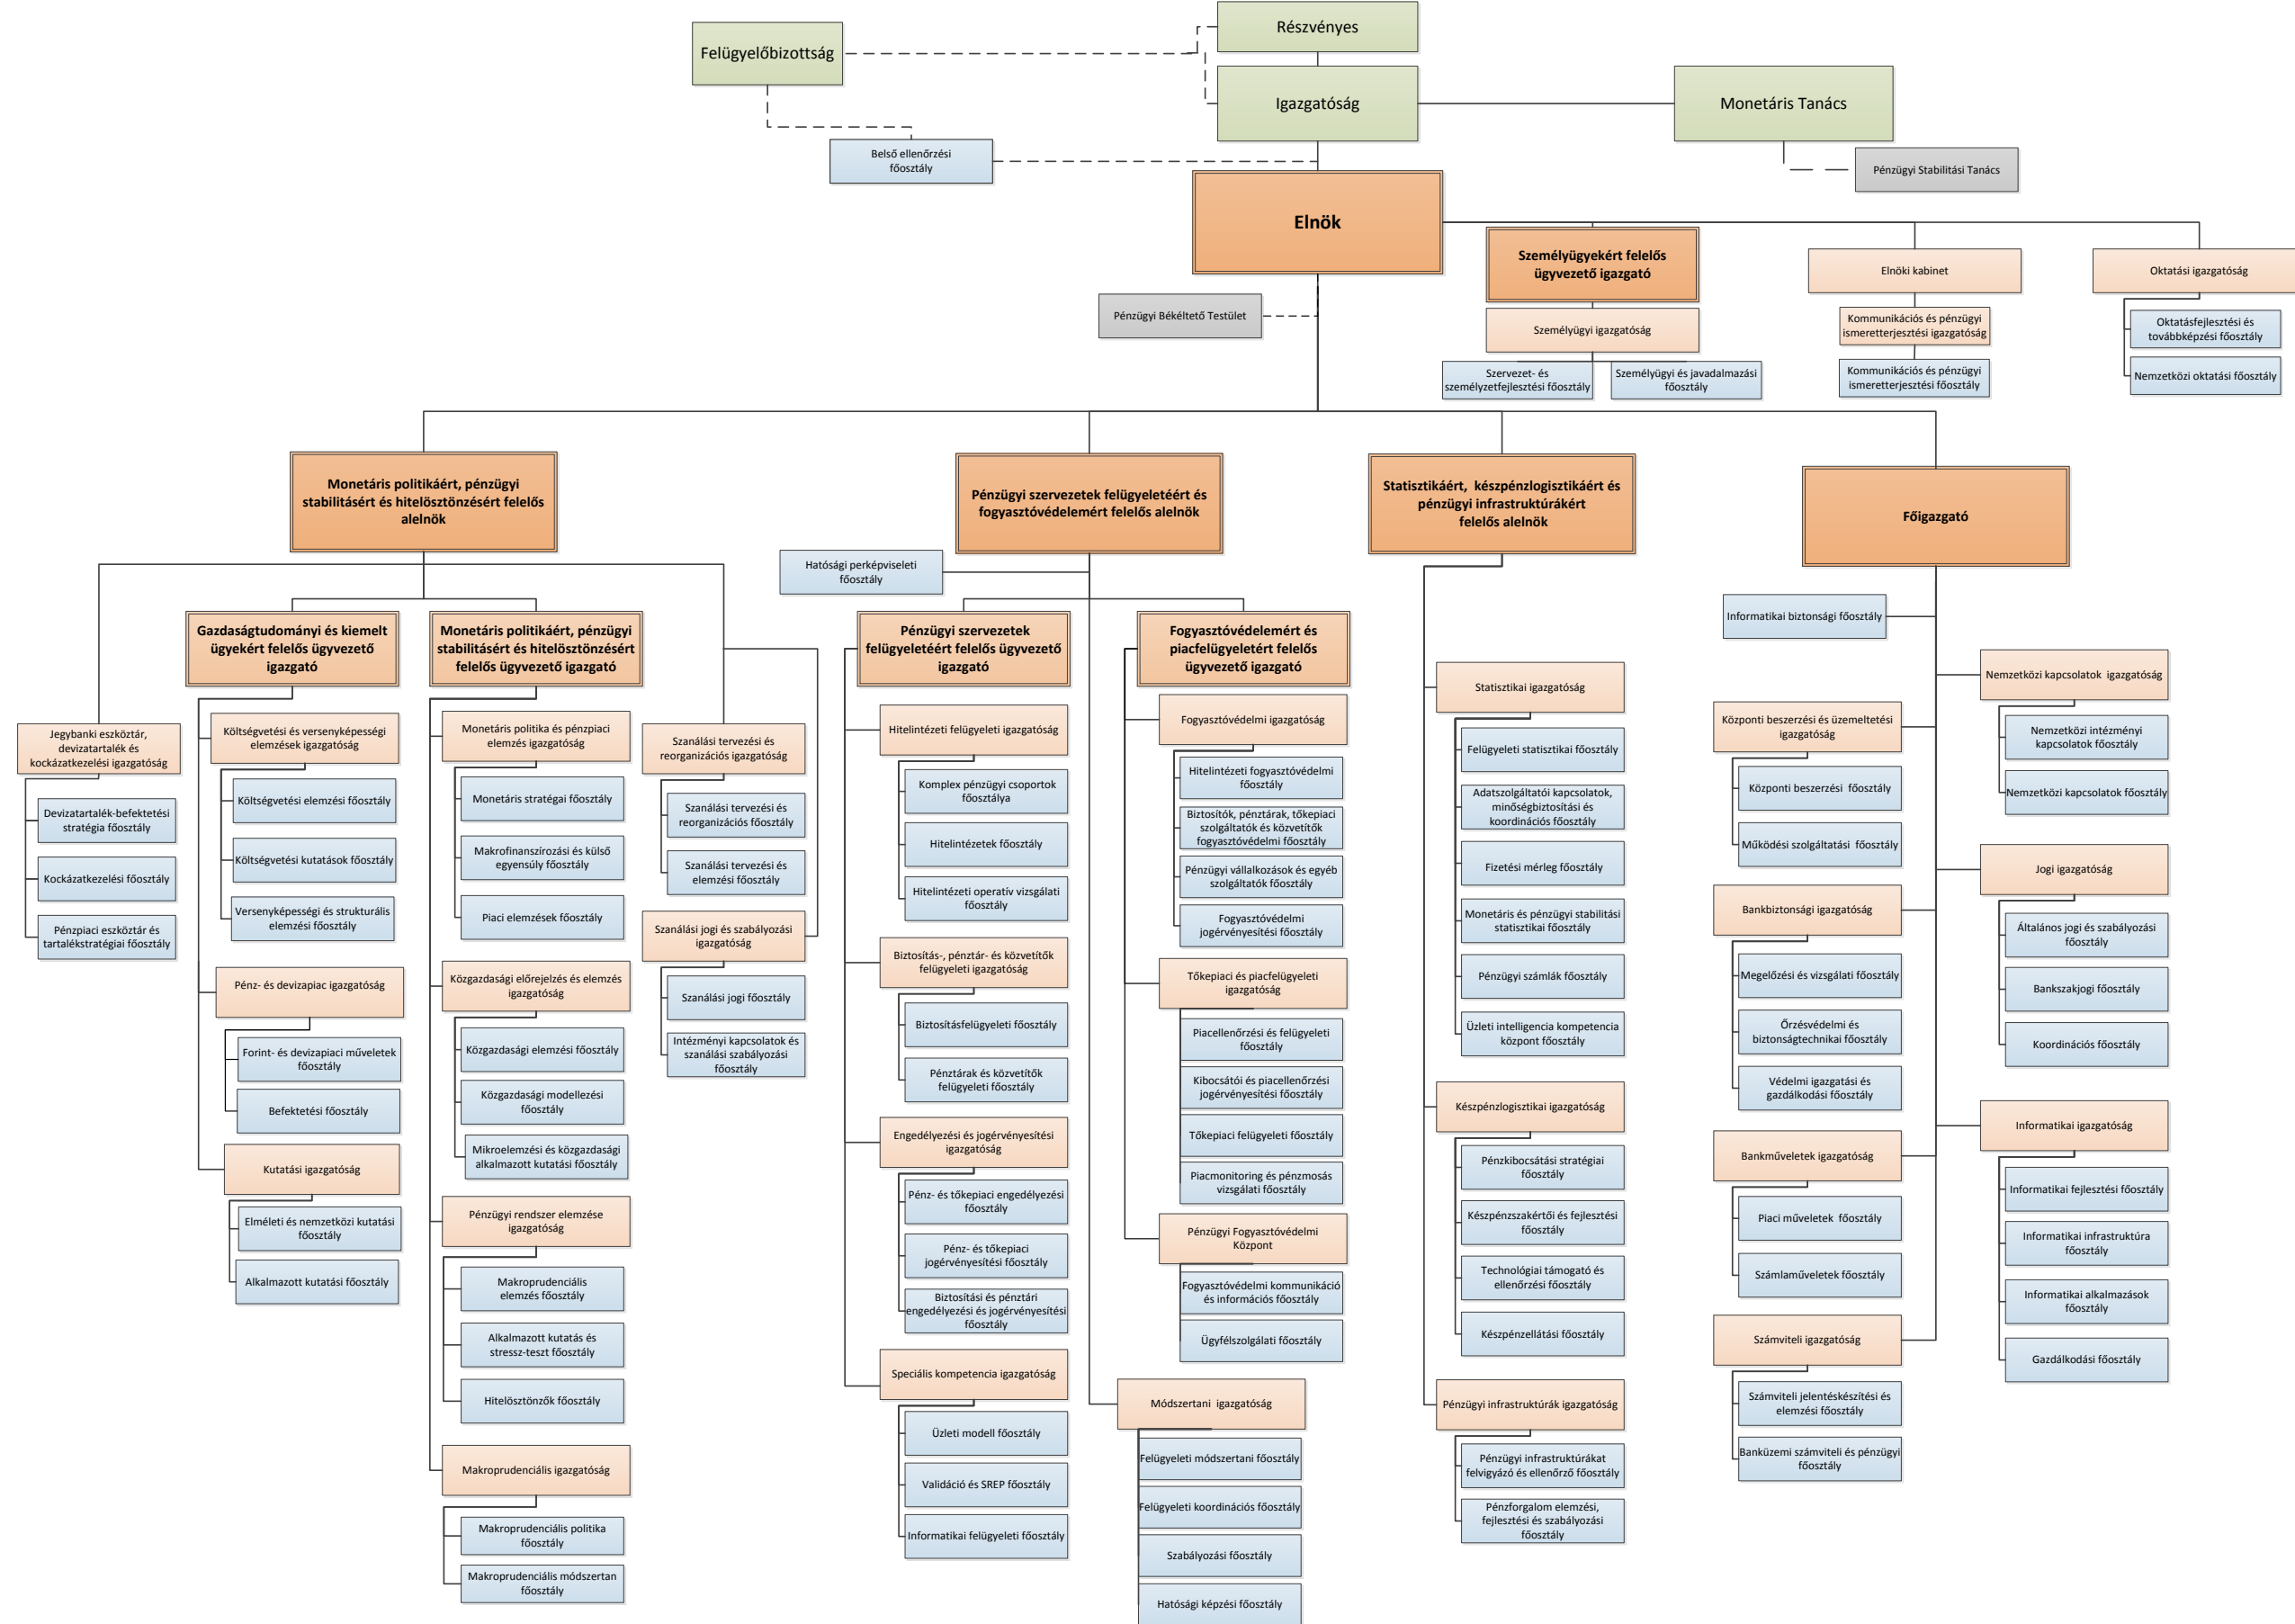 Részvényes
Felügyelőbizottság
Igazgatóság
Monetáris Tanács
Belső ellenőrzési
főosztály
Pénzügyi Stabilitási Tanács
Elnök
Személyügyekért felelős
ügyvezető igazgató
Elnöki kabinet
Oktatási igazgatóság
Pénzügyi Békéltető Testület
Személyügyi igazgatóság
Kommunikációs és pénzügyi
ismeretterjesztési igazgatóság
Oktatásfejlesztési és
továbbképzési főosztály
Szervezet- és
személyzetfejlesztési főosztály
Személyügyi és javadalmazási
főosztály
Kommunikációs és pénzügyi
ismeretterjesztési főosztály
Nemzetközi oktatási főosztály
Monetáris politikáért, pénzügyi
stabilitásért és hitelösztönzésért felelős
alelnök
Pénzügyi szervezetek felügyeletéért és
fogyasztóvédelemért felelős alelnök
Statisztikáért, készpénzlogisztikáért és
pénzügyi infrastruktúrákért
felelős alelnök
Főigazgató
Hatósági perképviseleti
főosztály
Informatikai biztonsági főosztály
Gazdaságtudományi és kiemelt
ügyekért felelős ügyvezető
igazgató
Monetáris politikáért, pénzügyi
stabilitásért és hitelösztönzésért
felelős ügyvezető igazgató
Pénzügyi szervezetek
felügyeletéért felelős ügyvezető
igazgató
Fogyasztóvédelemért és
piacfelügyeletért felelős
ügyvezető igazgató
Jegybanki eszköztár,
devizatartalék és
kockázatkezelési igazgatóság
Devizatartalék-befektetési
stratégia főosztály
Kockázatkezelési főosztály
Pénzpiaci eszköztár és
tartalékstratégiai főosztály
Költségvetési és versenyképességi
elemzések igazgatóság
Költségvetési elemzési főosztály
Költségvetési kutatások főosztály
Versenyképességi és strukturális
elemzési főosztály
Pénz- és devizapiac igazgatóság
Forint- és devizapiaci műveletek
főosztály
Befektetési főosztály
Kutatási igazgatóság
Elméleti és nemzetközi kutatási
főosztály
Alkalmazott kutatási főosztály
Monetáris politika és pénzpiaci
elemzés igazgatóság
Monetáris stratégai főosztály
Makrofinanszírozási és külső
egyensúly főosztály
Piaci elemzések főosztály
Közgazdasági előrejelzés és elemzés
igazgatóság
Közgazdasági elemzési főosztály
Közgazdasági modellezési
főosztály
Mikroelemzési és közgazdasági
alkalmazott kutatási főosztály
Pénzügyi rendszer elemzése
igazgatóság
Makroprudenciális
elemzés főosztály
Alkalmazott kutatás és
stressz-teszt főosztály
Hitelösztönzők főosztály
Makroprudenciális igazgatóság
Makroprudenciális politika
főosztály
Makroprudenciális módszertan
főosztály
Szanálási tervezési és
reorganizációs igazgatóság
Szanálási tervezési és
reorganizációs főosztály
Szanálási tervezési és
elemzési főosztály
Szanálási jogi és szabályozási
igazgatóság
Szanálási jogi főosztály
Intézményi kapcsolatok és
szanálási szabályozási
főosztály
Hitelintézeti felügyeleti igazgatóság
Komplex pénzügyi csoportok
főosztálya
Hitelintézetek főosztály
Hitelintézeti operatív vizsgálati
főosztály
Biztosítás-, pénztár- és közvetítők
felügyeleti igazgatóság
Biztosításfelügyeleti főosztály
Pénztárak és közvetítők
felügyeleti főosztály
Engedélyezési és jogérvényesítési
igazgatóság
Pénz- és tőkepiaci engedélyezési
főosztály
Pénz- és tőkepiaci
jogérvényesítési főosztály
Biztosítási és pénztári
engedélyezési és jogérvényesítési
főosztály
Speciális kompetencia igazgatóság
Üzleti modell főosztály
Validáció és SREP főosztály
Informatikai felügyeleti főosztály
Fogyasztóvédelmi igazgatóság
Hitelintézeti fogyasztóvédelmi
főosztály
Biztosítók, pénztárak, tőkepiaci
szolgáltatók és közvetítők
fogyasztóvédelmi főosztály
Pénzügyi vállalkozások és egyéb
szolgáltatók főosztály
Fogyasztóvédelmi
jogérvényesítési főosztály
Tőkepiaci és piacfelügyeleti
igazgatóság
Piacellenőrzési és felügyeleti
főosztály
Kibocsátói és piacellenőrzési
jogérvényesítési főosztály
Tőkepiaci felügyeleti főosztály
Piacmonitoring és pénzmosás
vizsgálati főosztály
Pénzügyi Fogyasztóvédelmi
Központ
Fogyasztóvédelmi kommunikáció
és információs főosztály
Ügyfélszolgálati főosztály
Módszertani igazgatóság
Felügyeleti módszertani főosztály
Felügyeleti koordinációs főosztály
Szabályozási főosztály
Hatósági képzési főosztály
Statisztikai igazgatóság
Felügyeleti statisztikai főosztály
Adatszolgáltatói kapcsolatok,
minőségbiztosítási és
koordinációs főosztály
Fizetési mérleg főosztály
Monetáris és pénzügyi stabilitási
statisztikai főosztály
Pénzügyi számlák főosztály
Üzleti intelligencia kompetencia
központ főosztály
Készpénzlogisztikai igazgatóság
Pénzkibocsátási stratégiai
főosztály
Készpénzszakértői és fejlesztési
főosztály
Technológiai támogató és
ellenőrzési főosztály
Készpénzellátási főosztály
Pénzügyi infrastruktúrák igazgatóság
Pénzügyi infrastruktúrákat
felvigyázó és ellenőrző főosztály
Pénzforgalom elemzési,
fejlesztési és szabályozási
főosztály
Központi beszerzési és üzemeltetési
igazgatóság
Központi beszerzési főosztály
Működési szolgáltatási főosztály
Bankbiztonsági igazgatóság
Megelőzési és vizsgálati főosztály
Őrzésvédelmi és
biztonságtechnikai főosztály
Védelmi igazgatási és
gazdálkodási főosztály
Bankműveletek igazgatóság
Piaci műveletek főosztály
Számlaműveletek főosztály
Számviteli igazgatóság
Számviteli jelentéskészítési és
elemzési főosztály
Banküzemi számviteli és pénzügyi
főosztály
Nemzetközi kapcsolatok igazgatóság
Nemzetközi intézményi
kapcsolatok főosztály
Nemzetközi kapcsolatok főosztály
Jogi igazgatóság
Általános jogi és szabályozási
főosztály
Bankszakjogi főosztály
Koordinációs főosztály
Informatikai igazgatóság
Informatikai fejlesztési főosztály
Informatikai infrastruktúra
főosztály
Informatikai alkalmazások
főosztály
Gazdálkodási főosztály